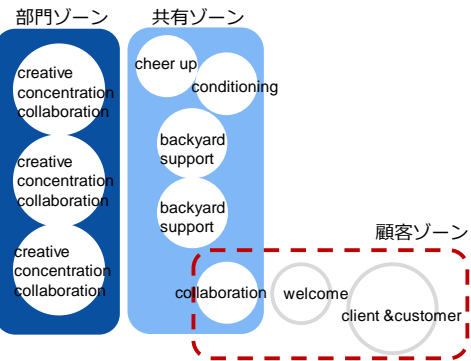 部門ゾーン
creative
concentration
collaboration
creative
concentration
collaboration
creative
concentration
collaboration
共有ゾーン
cheer up
conditioning
backyard
support
backyard
support
collaboration
顧客ゾーン
welcome
client &customer